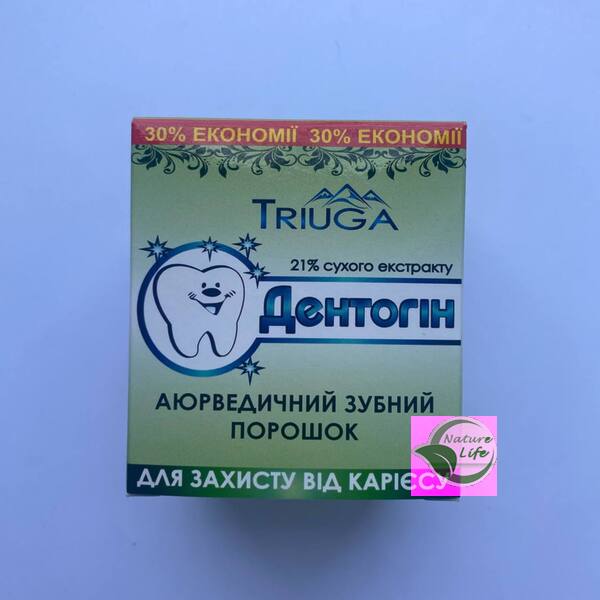 30% ЕКОНОМІЇ 30% ЕКОНОМІЇ
TRIUGA
21% сухого екстракту
Дентогін
АЮРВЕДИЧНИЙ ЗУБНИЙ
ПОРОШОК
Nature
Life
ДЛЯ ЗАХИСТУ ВІД КАРІЄСУ